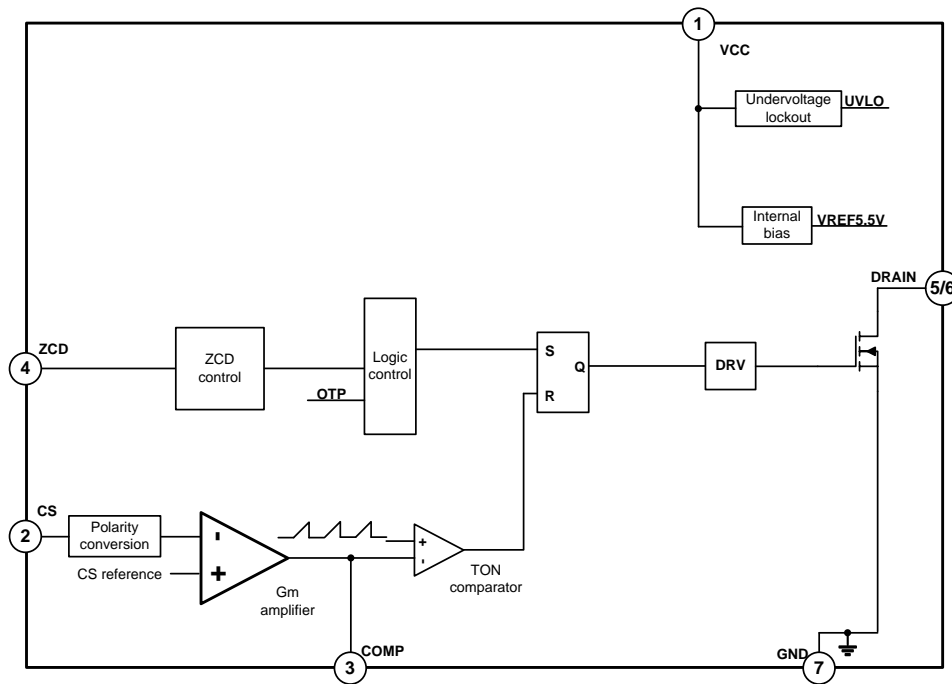 1
VCC
Undervoltage
lockout
UVLO
Internal
bias
VREF5.5V
DRAIN
5/6
4
ZCD
ZCD
control
Logic
control
OTP
S
Q
R
DRV
2
CS
Polarity
conversion
-
+
CS reference
Gm
amplifier
+
-
TON
comparator
3
COMP
GND
7